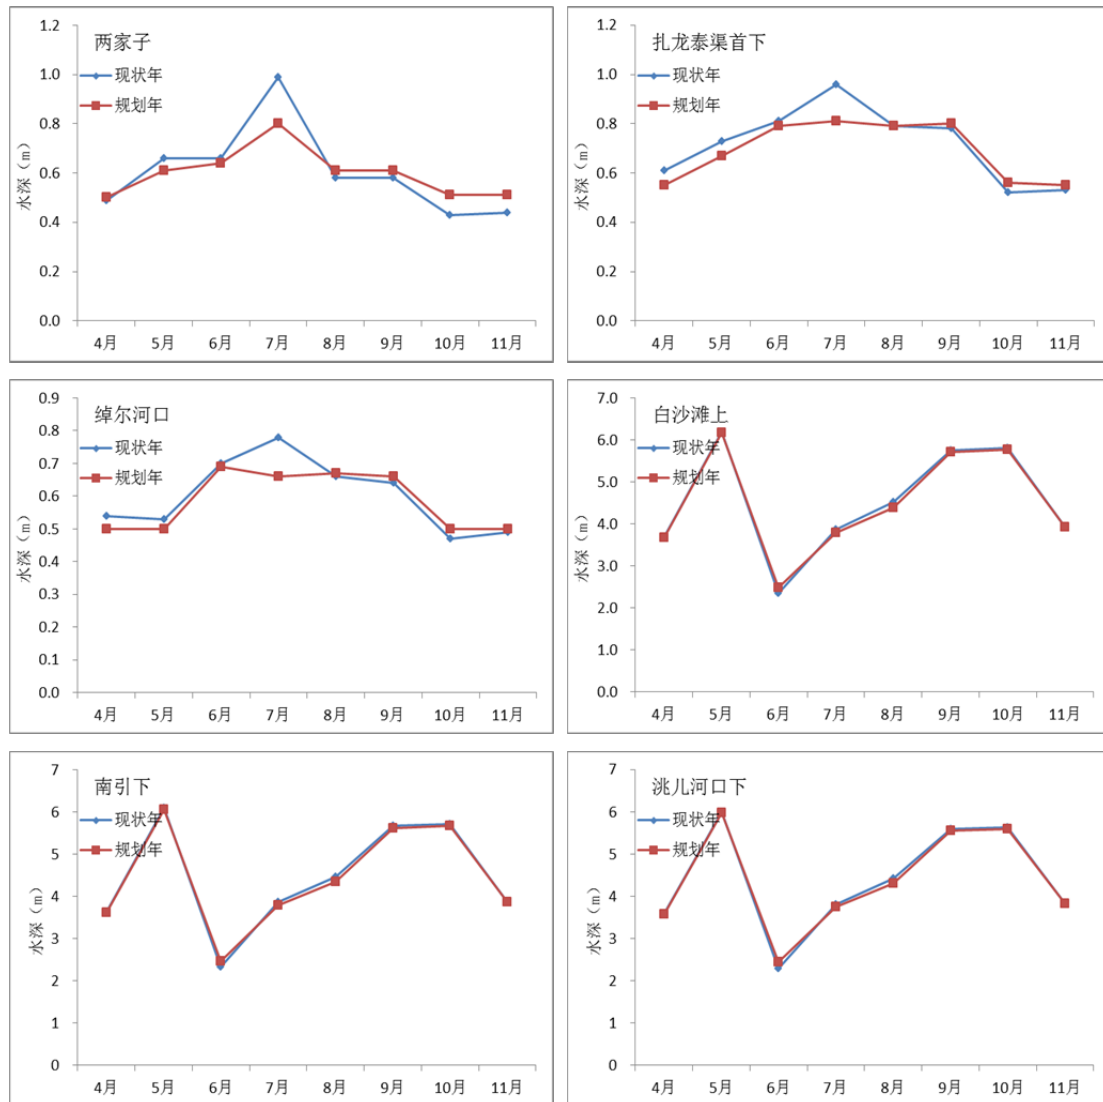 两家子
现状年
规划年
水深（m）
1.2
1.0
0.8
0.6
0.4
0.2
0.0
4月 5月 6月 7月 8月 9月 10月 11月
扎龙泰渠首下
现状年
规划年
水深（m）
1.2
1.0
0.8
0.6
0.4
0.2
0.0
4月 5月 6月 7月 8月 9月 10月 11月
绰尔河口
现状年
规划年
水深（m）
0.9
0.8
0.7
0.6
0.5
0.4
0.3
0.2
0.1
0.0
4月 5月 6月 7月 8月 9月 10月 11月
白沙滩上
现状年
规划年
水深（m）
7.0
6.0
5.0
4.0
3.0
2.0
1.0
0.0
4月 5月 6月 7月 8月 9月 10月 11月
南引下
现状年
规划年
水深（m）
7
6
5
4
3
2
1
0
4月 5月 6月 7月 8月 9月 10月 11月
洮儿河口下
现状年
规划年
水深（m）
7
6
5
4
3
2
1
0
4月 5月 6月 7月 8月 9月 10月 11月